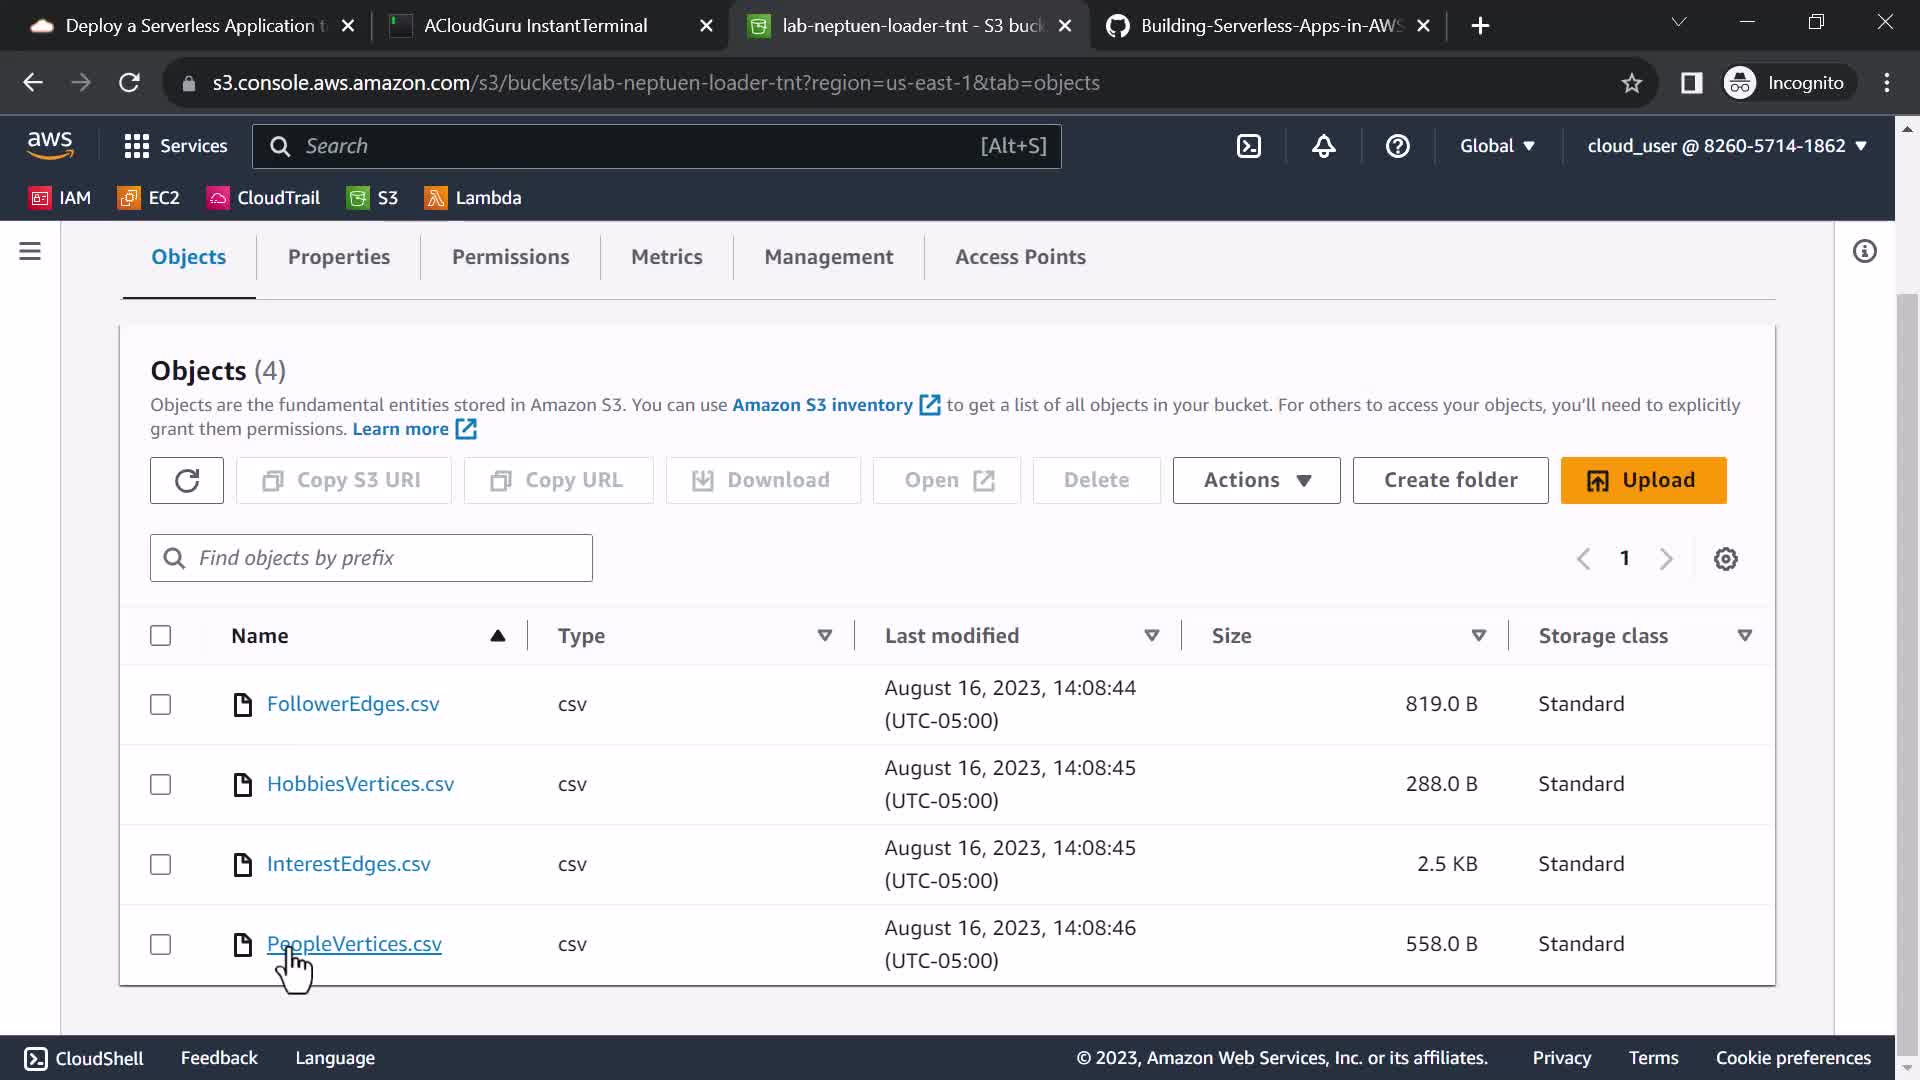 Deploy a Serverless Application t
ACloudGuru InstantTerminal
lab-neptuen-loader-tnt - S3 buck
Building-Serverless-Apps-in-AWS
s3.console.aws.amazon.com/s3/buckets/lab-neptuen-loader-tnt?region=us-east-1&tab=objects
Incognito
aws
Services
Search
[Alt+S]
Global
cloud_user @ 8260-5714-1862
IAM
EC2
CloudTrail
S3
Lambda
Objects
Properties
Permissions
Metrics
Management
Access Points
Objects (4)
Objects are the fundamental entities stored in Amazon S3. You can use Amazon S3 inventory to get a list of all objects in your bucket. For others to access your objects, you'll need to explicitly
grant them permissions. Learn more
Copy S3 URI
Copy URL
Download
Open
Delete
Actions
Create folder
Upload
Find objects by prefix
1
Name
Type
Last modified
Size
Storage class
FollowerEdges.csv
csv
August 16, 2023, 14:08:44
(UTC-05:00)
819.0 B
Standard
HobbiesVertices.csv
csv
August 16, 2023, 14:08:45
(UTC-05:00)
288.0 B
Standard
InterestEdges.csv
csv
August 16, 2023, 14:08:45
(UTC-05:00)
2.5 KB
Standard
PeopleVertices.csv
csv
August 16, 2023, 14:08:46
(UTC-05:00)
558.0 B
Standard
CloudShell
Feedback
Language
© 2023, Amazon Web Services, Inc. or its affiliates.
Privacy
Terms
Cookie preferences